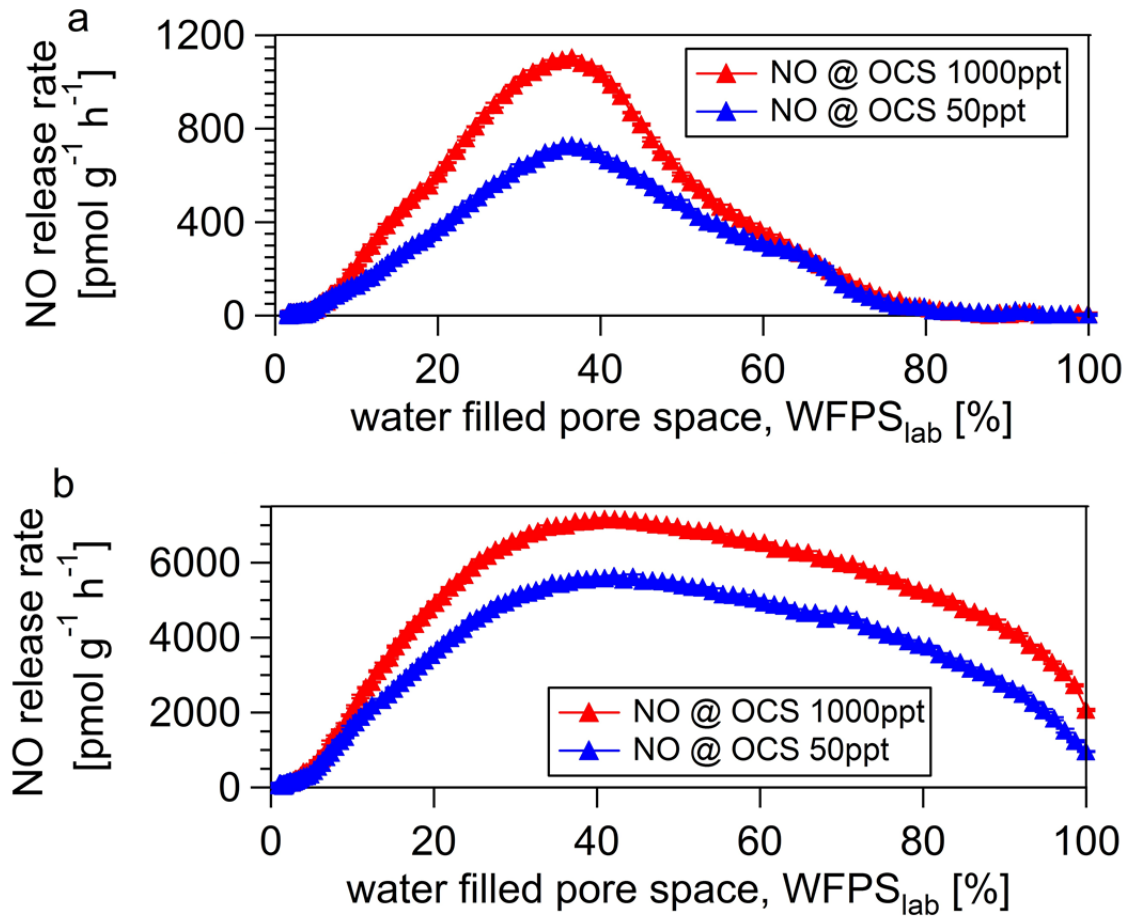 a
NO release rate
[pmol g⁻¹ h⁻¹]
1200
800
400
0
NO @ OCS 1000ppt
NO @ OCS 50ppt
0 20 40 60 80 100
water filled pore space, WFPSlab [%]
b
NO release rate
[pmol g⁻¹ h⁻¹]
6000
4000
2000
0
NO @ OCS 1000ppt
NO @ OCS 50ppt
0 20 40 60 80 100
water filled pore space, WFPSlab [%]